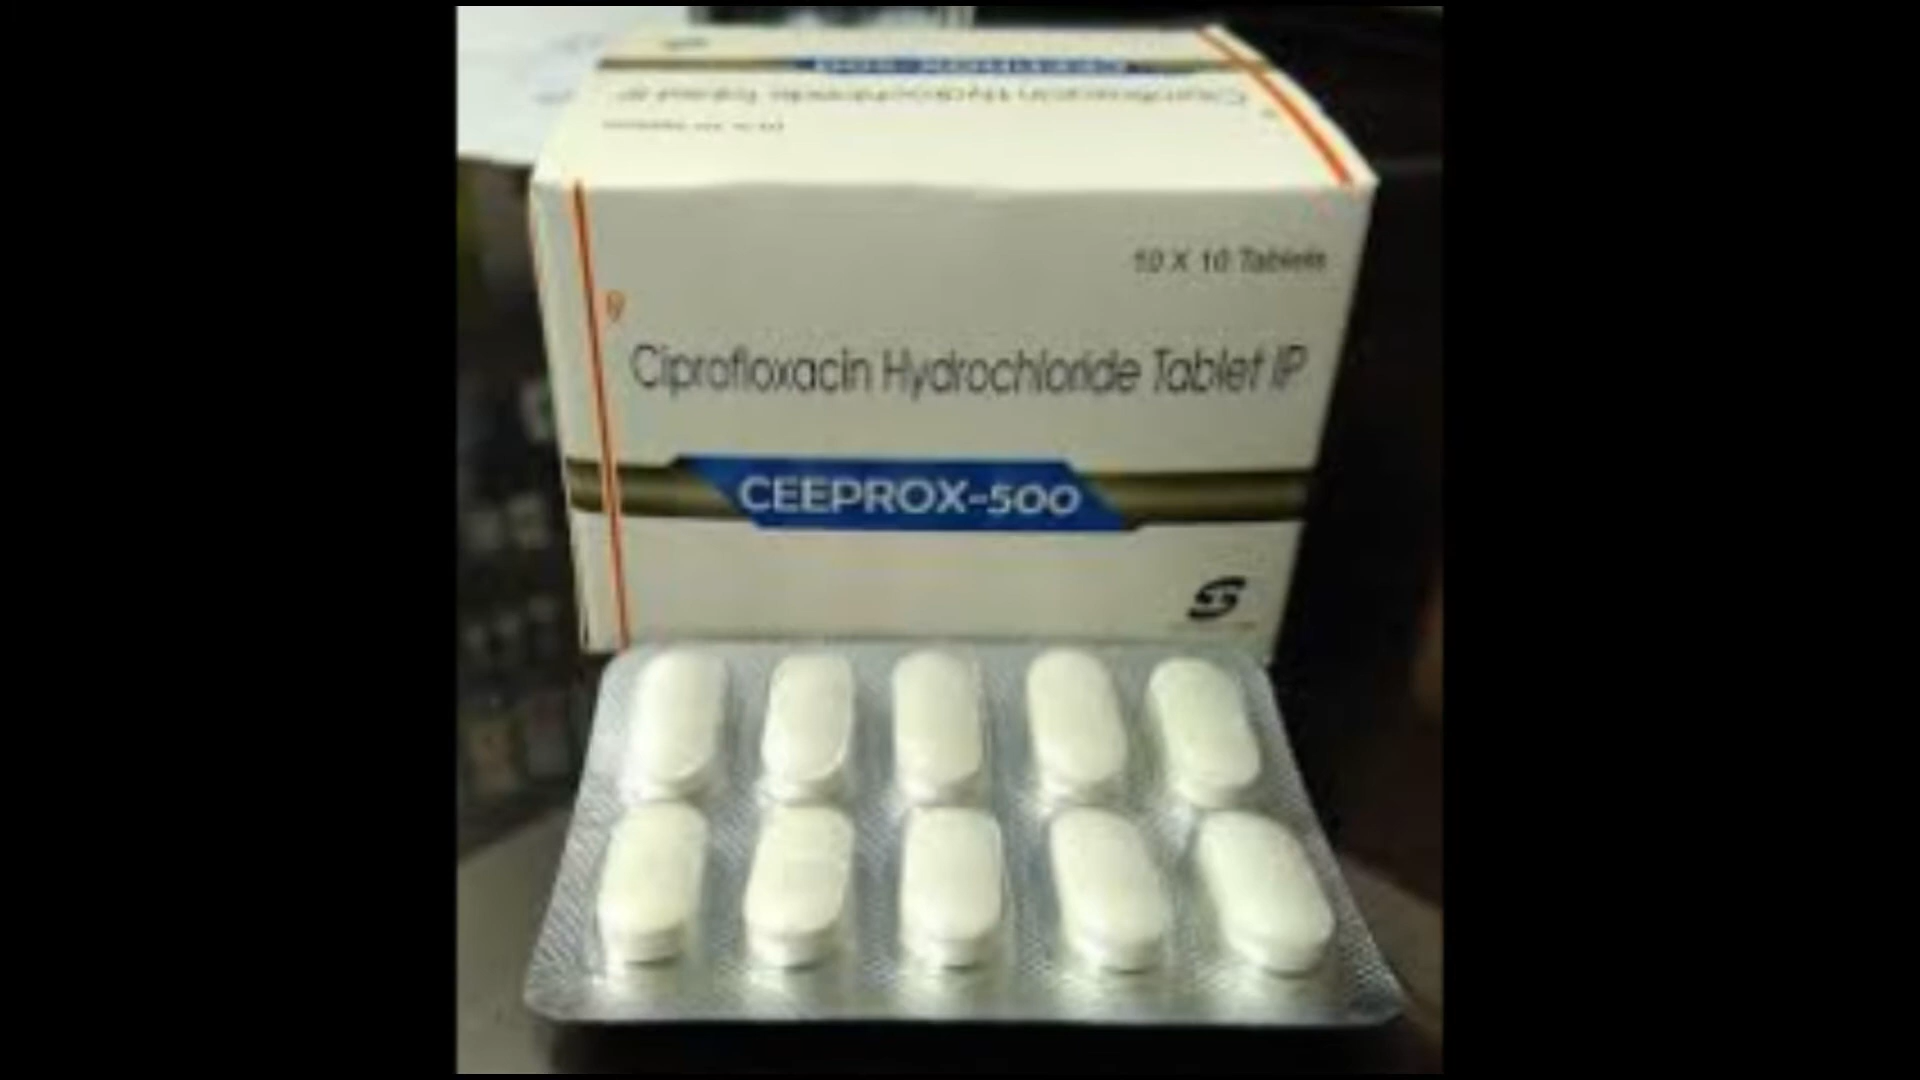 10 X 10 Tablets
Ciprofloxacin Hydrochloride Tablet IP
CEEPROX-500